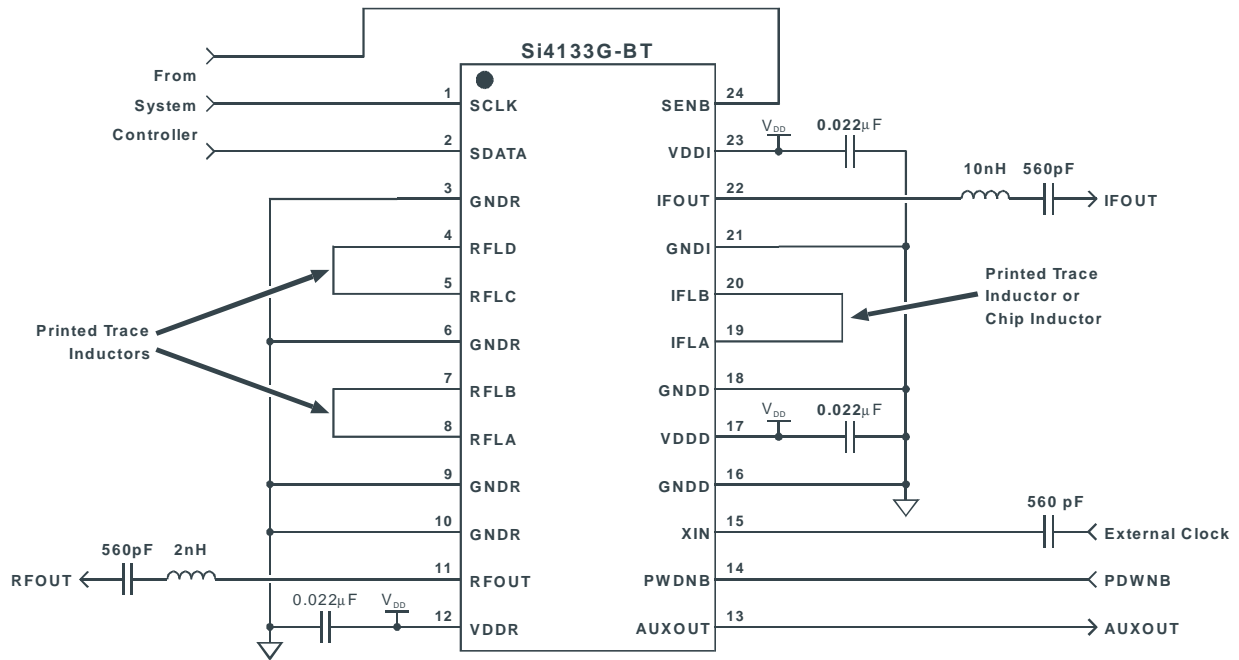 Si4133G-BT
From
System
Controller
1
SCLK
2
SDATA
3
GNDR
4
RFLD
5
RFLC
6
GNDR
7
RFLB
8
RFLA
9
GNDR
10
GNDR
11
RFOUT
12
VDDR
Printed Trace
Inductors
560pF
2nH
RFOUT
0.022µF
VDD
24
SENB
23
VDDI
VDD
0.022µF
22
IFOUT
10nH
560pF
IFOUT
21
GNDI
20
IFLB
19
IFLA
Printed Trace
Inductor or
Chip Inductor
18
GNDD
17
VDDD
VDD
0.022µF
16
GNDD
15
XIN
560 pF
External Clock
14
PWDNB
PDWNB
13
AUXOUT
AUXOUT